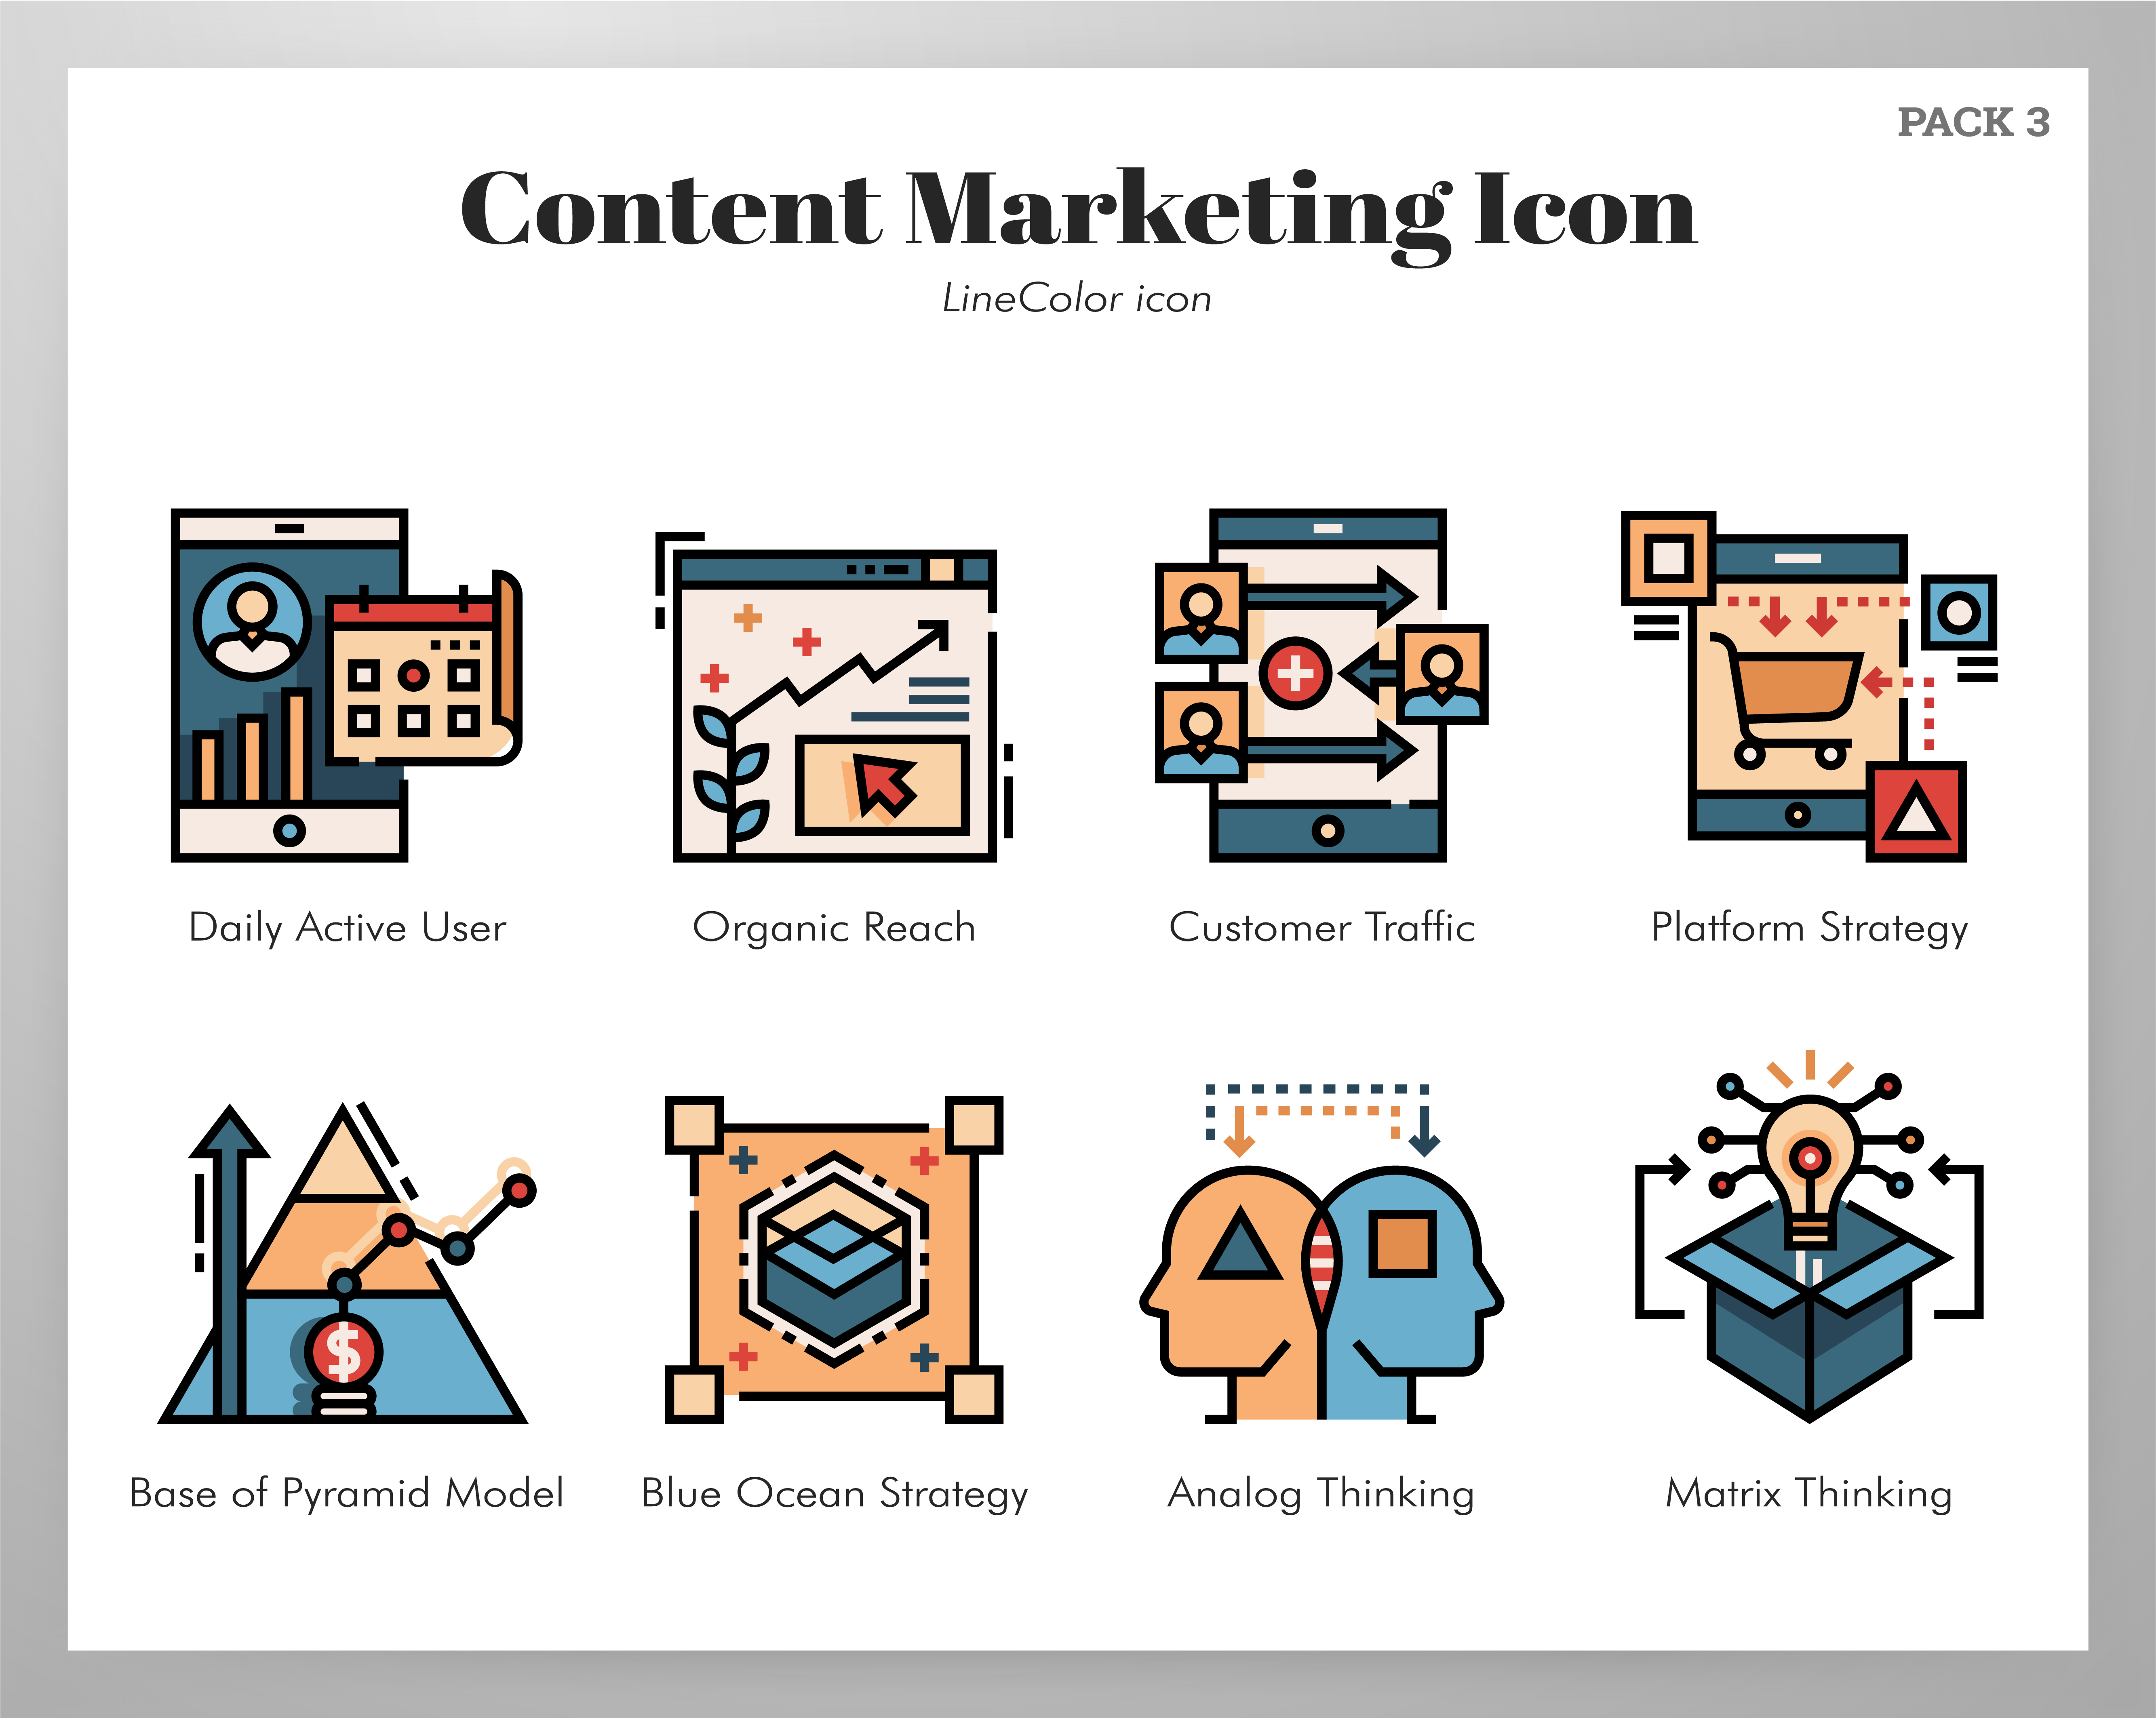 PACK 3
Content Marketing Icon
LineColor icon
Daily Active User
Organic Reach
Customer Traffic
Platform Strategy
$
Base of Pyramid Model
Blue Ocean Strategy
Analog Thinking
Matrix Thinking